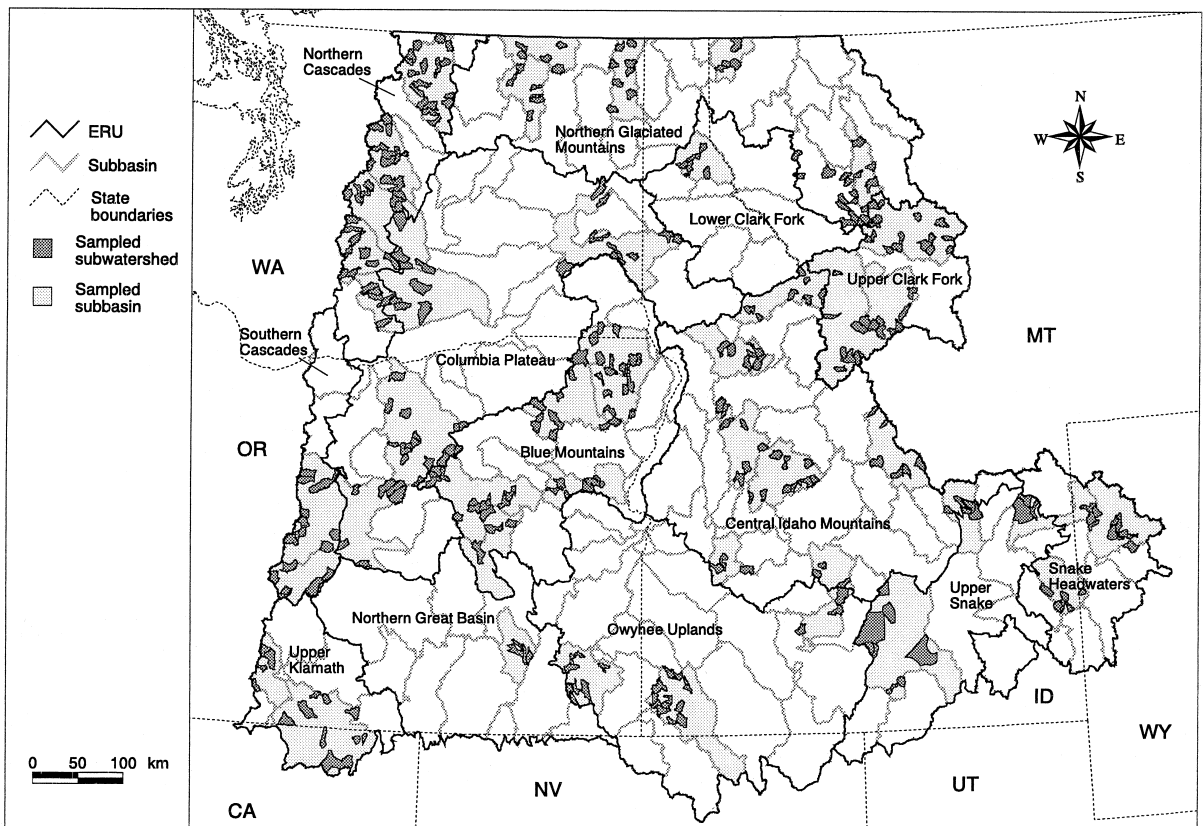 ERU
Subbasin
State
boundaries
Sampled
subwatershed
Sampled
subbasin
0 50 100 km
Northern
Cascades
Northern Glaciated
Mountains
N
W E
S
Lower Clark Fork
WA
Upper Clark Fork
MT
Southern
Cascades
Columbia Plateau
OR
Blue Mountains
Central Idaho Mountains
Snake
Headwaters
Upper
Snake
Northern Great Basin
Owyhee Uplands
Upper
Klamath
ID
WY
NV
UT
CA